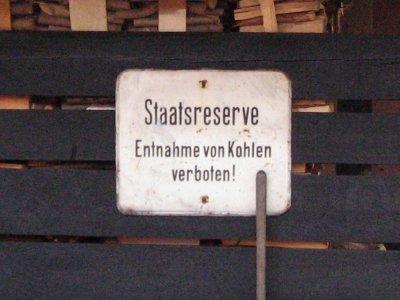 Staatsreserve
Entnahme von Kohlen
verboten!